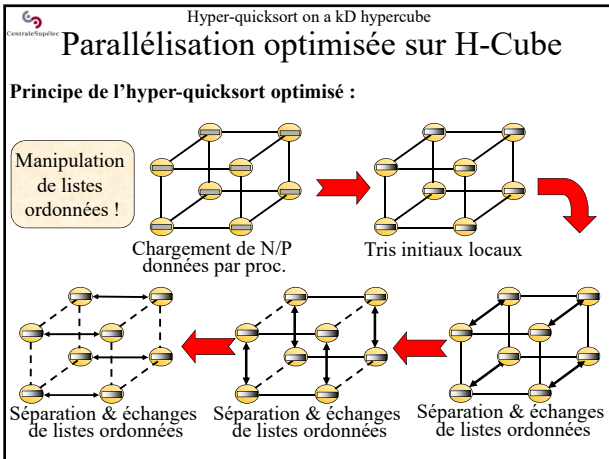 CentraleSupélec
Hyper-quicksort on a kD hypercube
Parallélisation optimisée sur H-Cube
Principe de l’hyper-quicksort optimisé :
Manipulation
de listes
ordonnées !
Chargement de N/P
données par proc.
Tris initiaux locaux
Séparation & échanges
de listes ordonnées
Séparation & échanges
de listes ordonnées
Séparation & échanges
de listes ordonnées